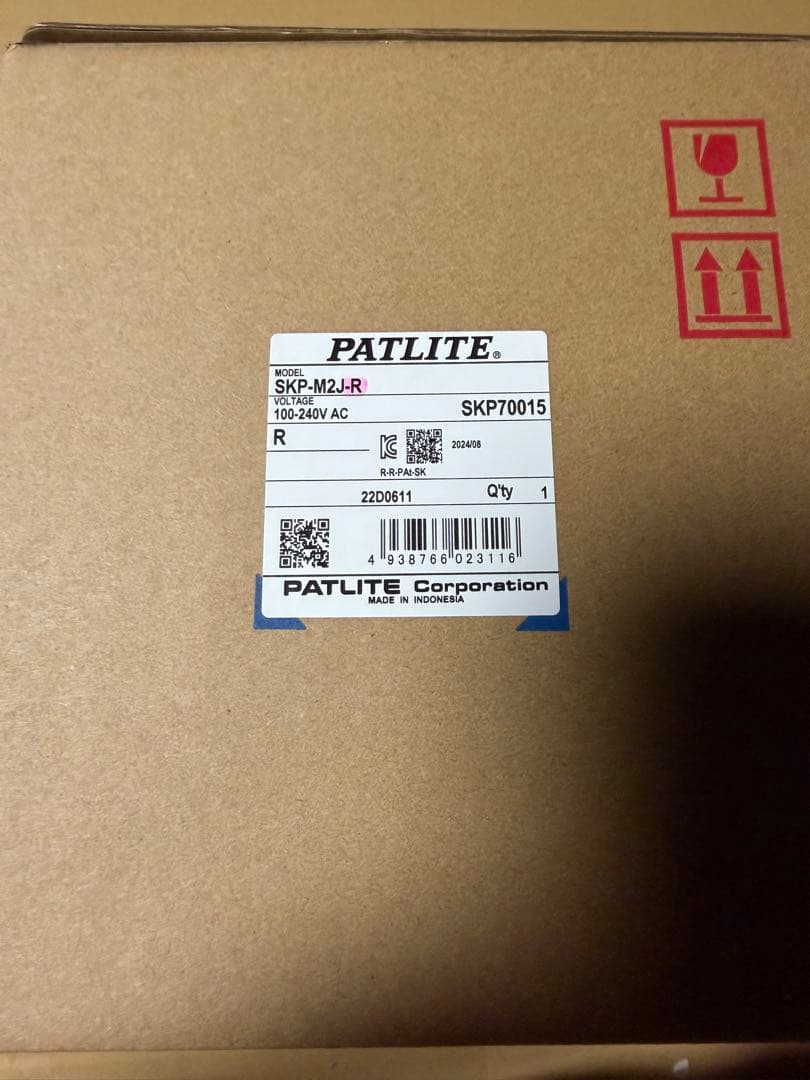 PATLITE®
MODEL
SKP-M2J-R
VOLTAGE
100-240V AC
SKP70015
R
2024/08
R-R-PAt-SK
22D0611 Q'ty 1
4 938766 023116
PATLITE Corporation
MADE IN INDONESIA